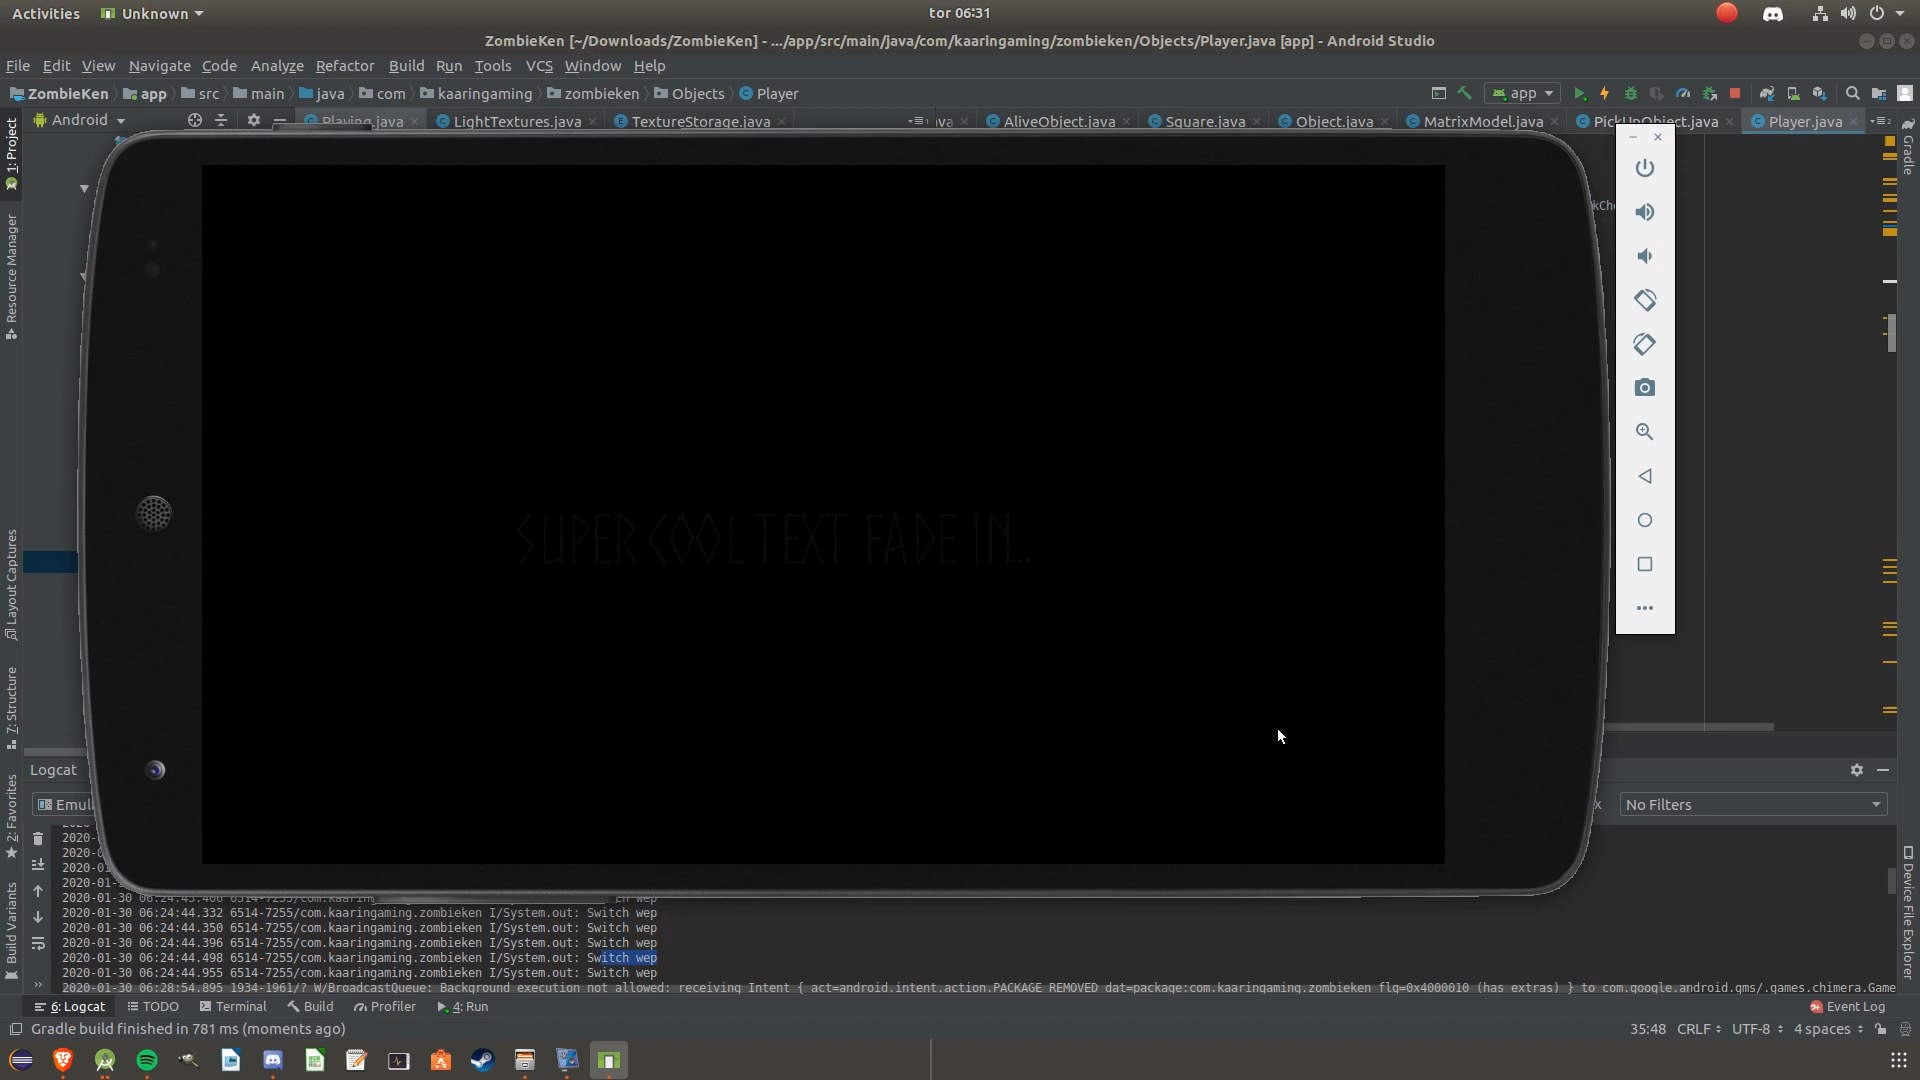 Activities Unknown tor 06:31
ZombieKen [~/Downloads/ZombieKen] - .../app/src/main/java/com/kaaringaming/zombieken/Objects/Player.java [app] - Android Studio
File Edit View Navigate Code Analyze Refactor Build Run Tools VCS Window Help
ZombieKen app src main java com kaaringaming zombieken Objects Player app
Android Playing.java LightTextures.java TextureStorage.java AliveObject.java Square.java Object.java MatrixModel.java PickUpObject.java Player.java
1: Project
Resource Manager
Layout Captures
7: Structure
2: Favorites
Build Variants
Gradle
Device File Explorer
SUPER COOL TEXT FADE IN...
Logcat
No Filters
2020-01-30 06:24:44.332 6514-7255/com.kaaringaming.zombieken I/System.out: Switch wep
2020-01-30 06:24:44.350 6514-7255/com.kaaringaming.zombieken I/System.out: Switch wep
2020-01-30 06:24:44.396 6514-7255/com.kaaringaming.zombieken I/System.out: Switch wep
2020-01-30 06:24:44.498 6514-7255/com.kaaringaming.zombieken I/System.out: Switch wep
2020-01-30 06:24:44.955 6514-7255/com.kaaringaming.zombieken I/System.out: Switch wep
2020-01-30 06:28:54.895 1934-1961/? W/BroadcastQueue: Background execution not allowed: receiving Intent { act=android.intent.action.PACKAGE_REMOVED dat=package:com.kaaringaming.zombieken flg=0x4000010 (has extras) } to com.google.android.gms/.games.chimera.Game
6: Logcat TODO Terminal Build Profiler 4: Run Event Log
Gradle build finished in 781 ms (moments ago) 35:48 CRLF UTF-8 4 spaces